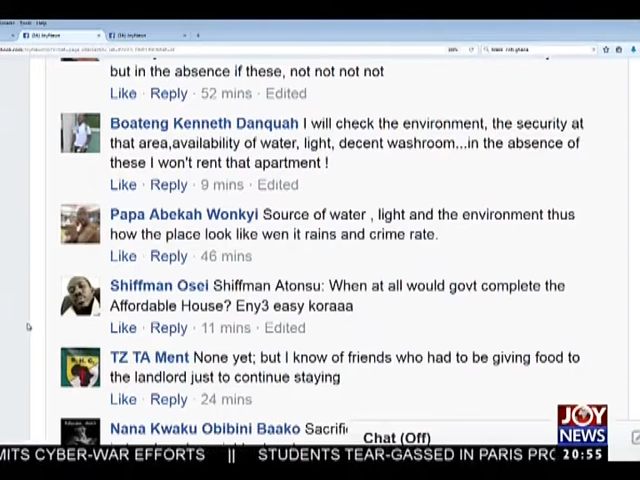 Tools Help
but in the absence if these, not not not not
Like · Reply · 52 mins · Edited
Boateng Kenneth Danquah I will check the environment, the security at
that area,availability of water, light, decent washroom...in the absence of
these I won't rent that apartment !
Like · Reply · 9 mins · Edited
Papa Abekah Wonkyi Source of water , light and the environment thus
how the place look like wen it rains and crime rate.
Like · Reply · 46 mins
Shiffman Osei Shiffman Atonsu: When at all would govt complete the
Affordable House? Eny3 easy koraaa
Like · Reply · 11 mins · Edited
TZ TA Ment None yet; but I know of friends who had to be giving food to
the landlord just to continue staying
Like · Reply · 24 mins
Nana Kwaku Obibini Baako Sacrifi
Chat (Off)
JOY
NEWS
MITS CYBER-WAR EFFORTS || STUDENTS TEAR-GASSED IN PARIS PRO
20:55